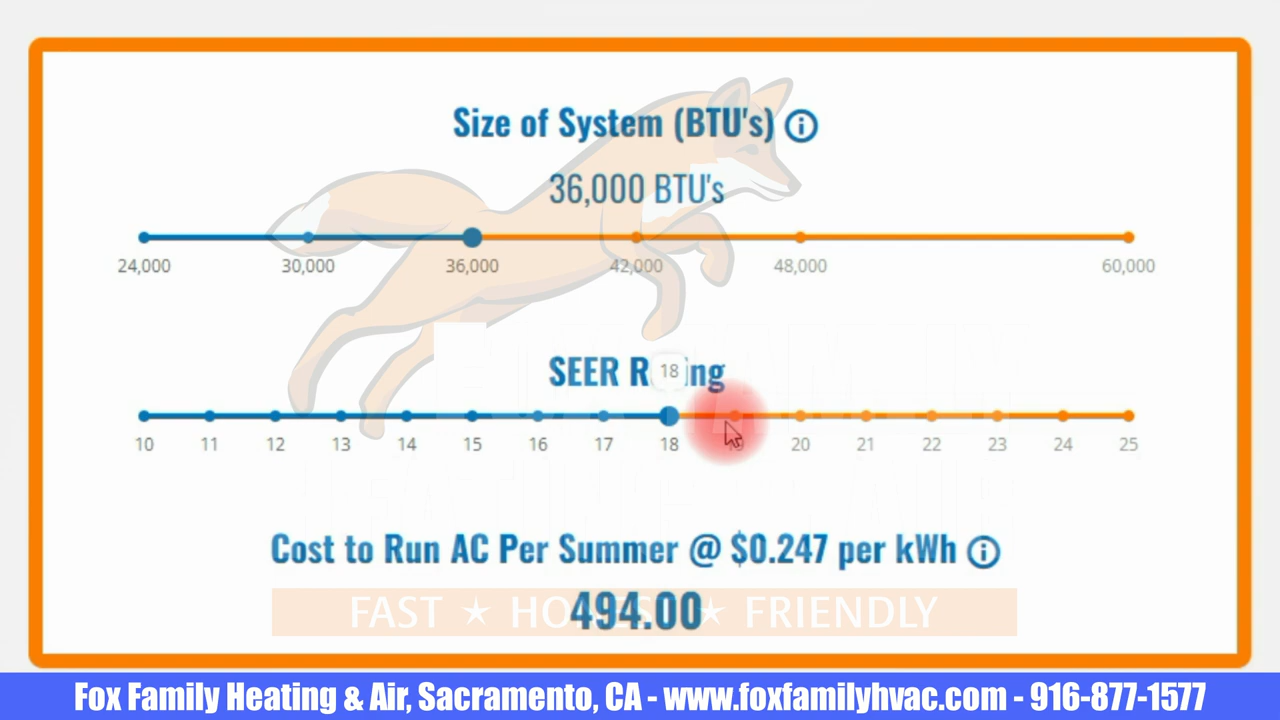 Size of System (BTU's)
36,000 BTU's
24,000 30,000 36,000 42,000 48,000 60,000
SEER R ing
18
10 11 12 13 14 15 16 17 18 19 20 21 22 23 24 25
Cost to Run AC Per Summer @ $0.247 per kWh
494.00
FAST ★ HONEST ★ FRIENDLY
Fox Family Heating & Air, Sacramento, CA - www.foxfamilyhvac.com - 916-877-1577